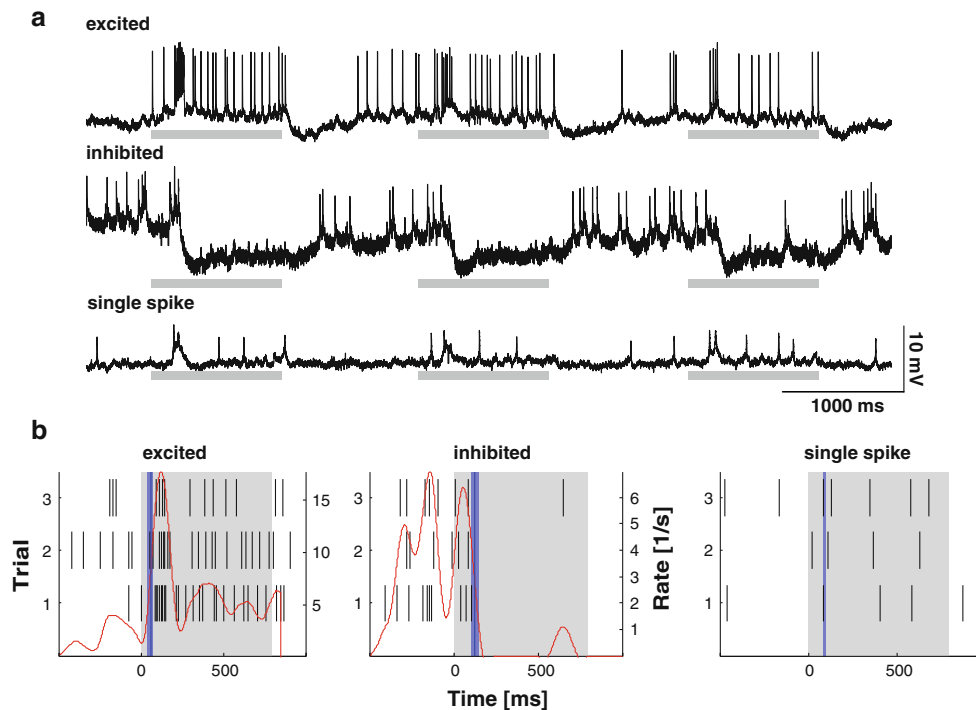 a
excited
inhibited
single spike
10 mV
1000 ms
b
excited
inhibited
single spike
Trial
3
2
1
15
10
5
0
500
3
2
1
6
5
4
3
2
1
Rate [1/s]
0
500
3
2
1
0
500
Time [ms]